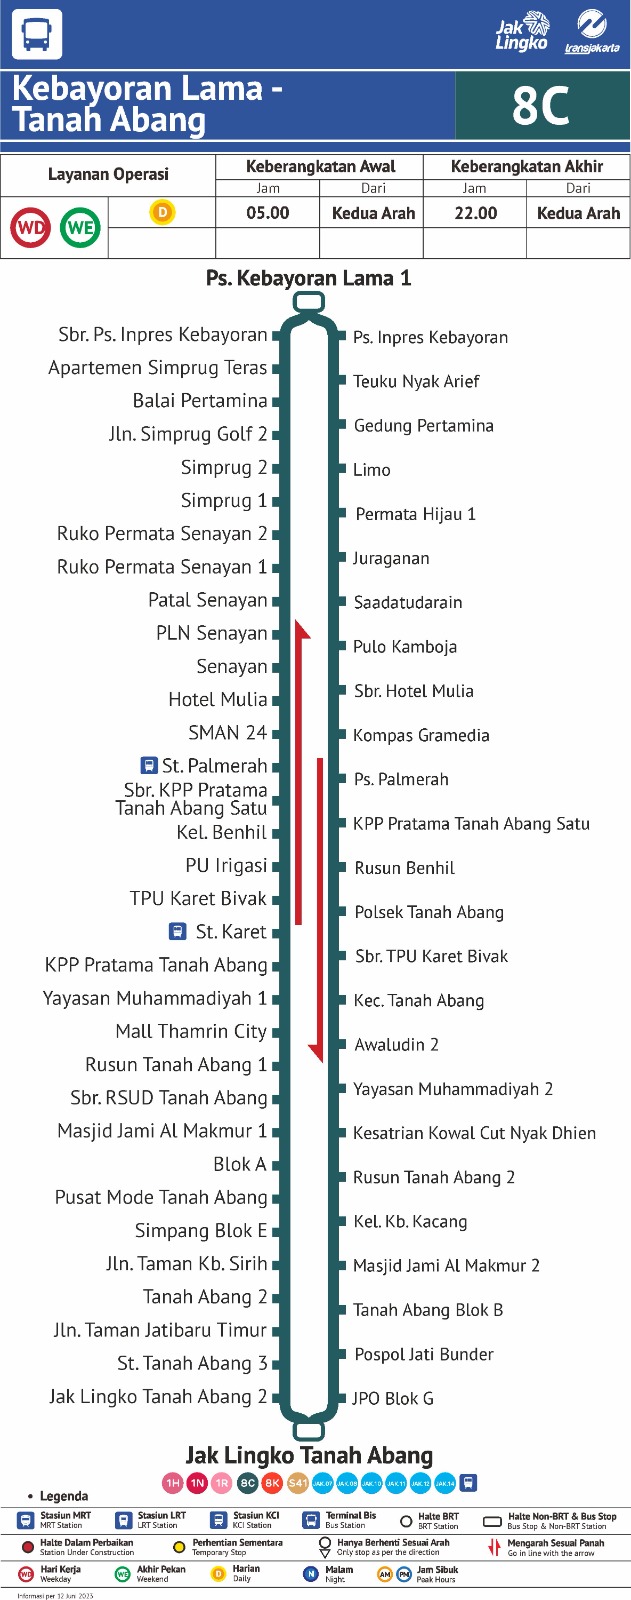 Jak
Lingko
transjakarta
Kebayoran Lama -
Tanah Abang
8C
Layanan Operasi
Keberangkatan Awal
Keberangkatan Akhir
Jam
Dari
Jam
Dari
WD
WE
D
05.00
Kedua Arah
22.00
Kedua Arah
Ps. Kebayoran Lama 1
Sbr. Ps. Inpres Kebayoran
Apartemen Simprug Teras
Balai Pertamina
Jln. Simprug Golf 2
Simprug 2
Simprug 1
Ruko Permata Senayan 2
Ruko Permata Senayan 1
Patal Senayan
PLN Senayan
Senayan
Hotel Mulia
SMAN 24
St. Palmerah
Sbr. KPP Pratama
Tanah Abang Satu
Kel. Benhil
PU Irigasi
TPU Karet Bivak
St. Karet
KPP Pratama Tanah Abang
Yayasan Muhammadiyah 1
Mall Thamrin City
Rusun Tanah Abang 1
Sbr. RSUD Tanah Abang
Masjid Jami Al Makmur 1
Blok A
Pusat Mode Tanah Abang
Simpang Blok E
Jln. Taman Kb. Sirih
Tanah Abang 2
Jln. Taman Jatibaru Timur
St. Tanah Abang 3
Jak Lingko Tanah Abang 2
Ps. Inpres Kebayoran
Teuku Nyak Arief
Gedung Pertamina
Limo
Permata Hijau 1
Juraganan
Saadatudarain
Pulo Kamboja
Sbr. Hotel Mulia
Kompas Gramedia
Ps. Palmerah
KPP Pratama Tanah Abang Satu
Rusun Benhil
Polsek Tanah Abang
Sbr. TPU Karet Bivak
Kec. Tanah Abang
Awaludin 2
Yayasan Muhammadiyah 2
Kesatrian Kowal Cut Nyak Dhien
Rusun Tanah Abang 2
Kel. Kb. Kacang
Masjid Jami Al Makmur 2
Tanah Abang Blok B
Pospol Jati Bunder
JPO Blok G
Jak Lingko Tanah Abang
1H 1N 1R 8C 8K S41 JAK.07 JAK.08 JAK.10 JAK.11 JAK.12 JAK.14
• Legenda
Stasiun MRT
MRT Station
Stasiun LRT
LRT Station
Stasiun KCI
KCI Station
Terminal Bis
Bus Station
Halte BRT
BRT Station
Halte Non-BRT & Bus Stop
Bus Stop & Non-BRT Station
Halte Dalam Perbaikan
Station Under Construction
Perhentian Sementara
Temporary Stop
Hanya Berhenti Sesuai Arah
Only stop as per the direction
Mengarah Sesuai Panah
Go in line with the arrow
WD
Hari Kerja
Weekday
WE
Akhir Pekan
Weekend
D
Harian
Daily
N
Malam
Night
AM PM
Jam Sibuk
Peak Hours
Informasi per 12 Juni 2023